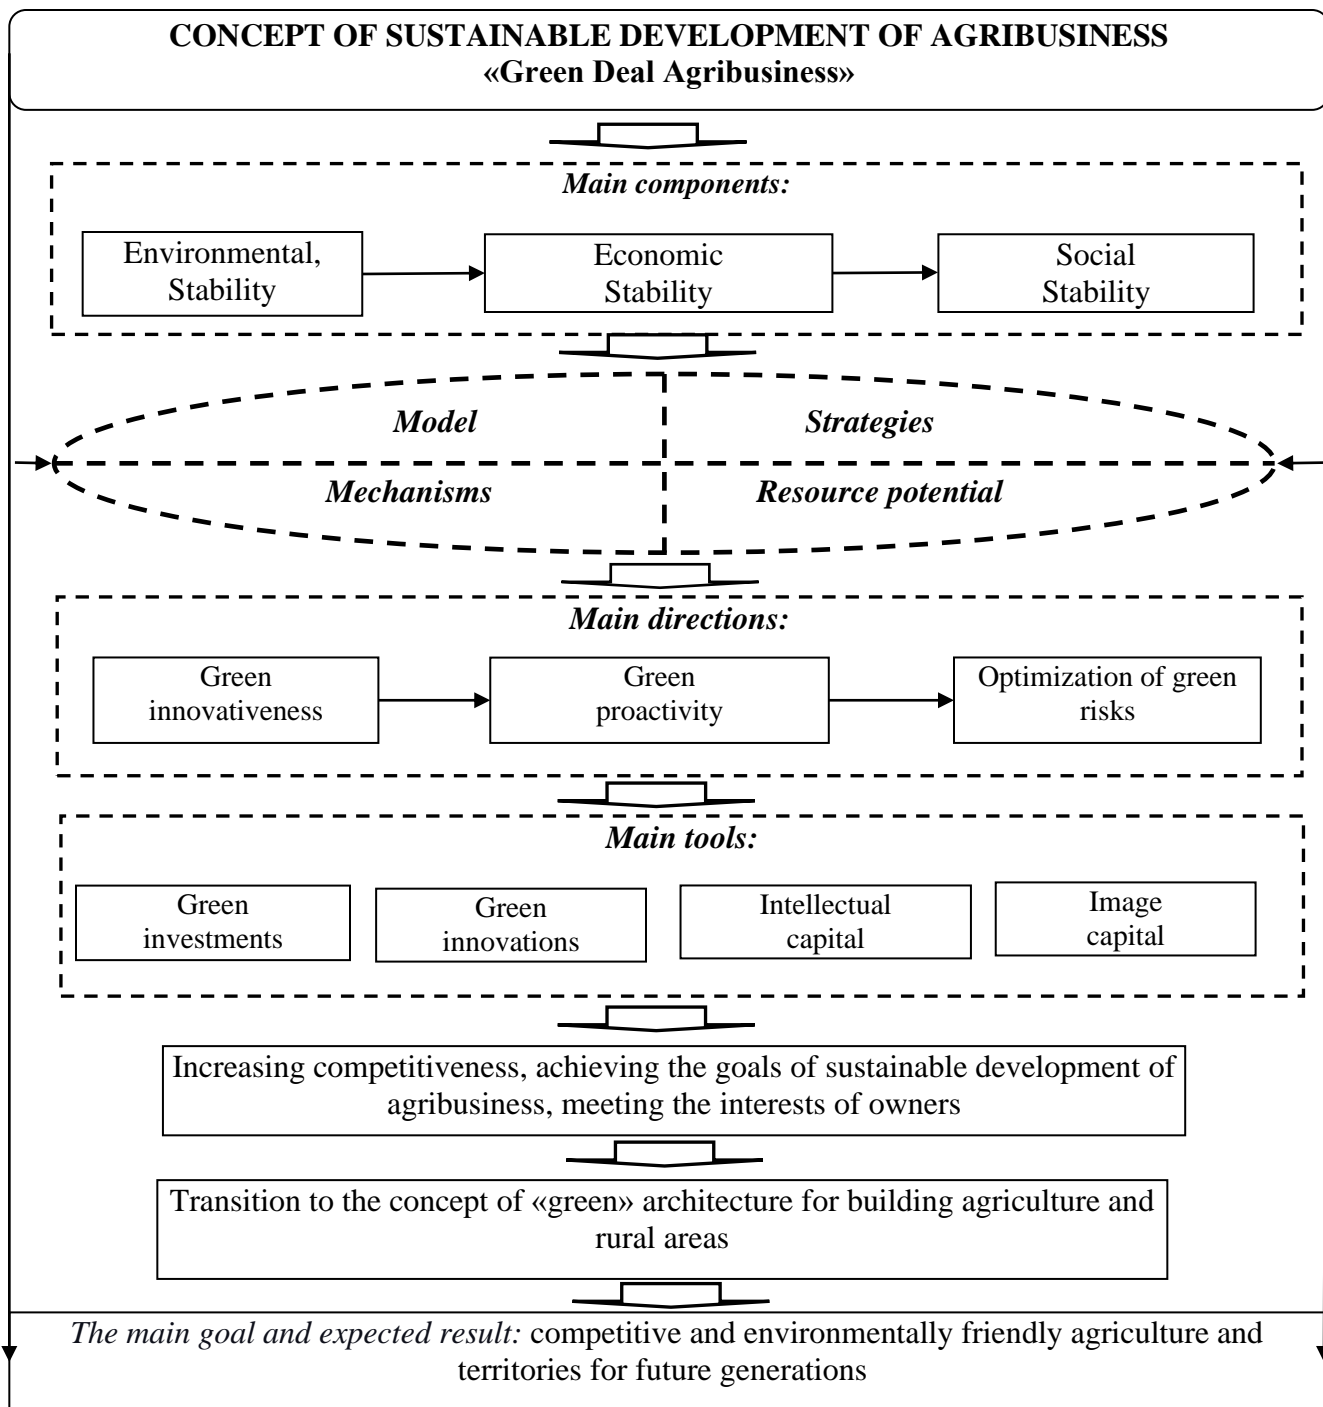 CONCEPT OF SUSTAINABLE DEVELOPMENT OF AGRIBUSINESS
«Green Deal Agribusiness»
Main components:
Environmental,
Stability
Economic
Stability
Social
Stability
Model
Strategies
Mechanisms
Resource potential
Main directions:
Green
innovativeness
Green
proactivity
Optimization of green
risks
Main tools:
Green
investments
Green
innovations
Intellectual
capital
Image
capital
Increasing competitiveness, achieving the goals of sustainable development of
agribusiness, meeting the interests of owners
Transition to the concept of «green» architecture for building agriculture and
rural areas
The main goal and expected result: competitive and environmentally friendly agriculture and
territories for future generations